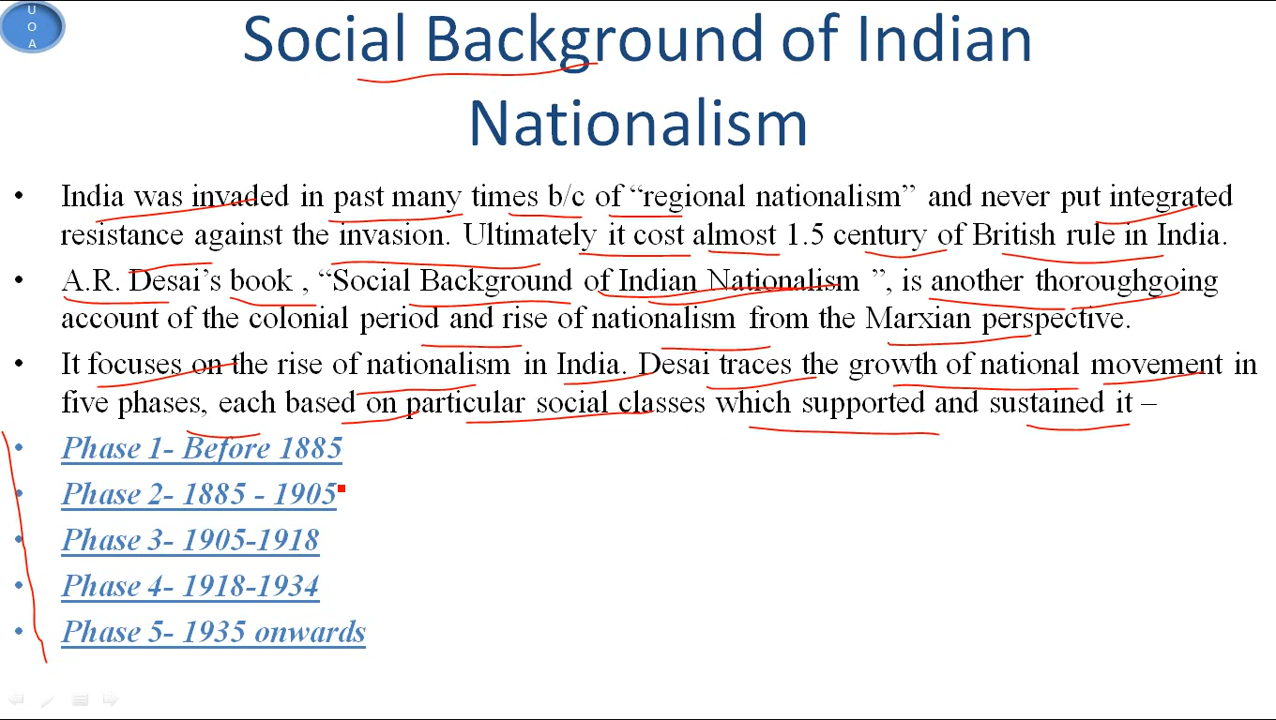 U
O
A
Social Background of Indian
Nationalism
• India was invaded in past many times b/c of “regional nationalism” and never put integrated
resistance against the invasion. Ultimately it cost almost 1.5 century of British rule in India.
• A.R. Desai’s book , “Social Background of Indian Nationalism ”, is another thoroughgoing
account of the colonial period and rise of nationalism from the Marxian perspective.
• It focuses on the rise of nationalism in India. Desai traces the growth of national movement in
five phases, each based on particular social classes which supported and sustained it –
• Phase 1- Before 1885
• Phase 2- 1885 - 1905
• Phase 3- 1905-1918
• Phase 4- 1918-1934
• Phase 5- 1935 onwards